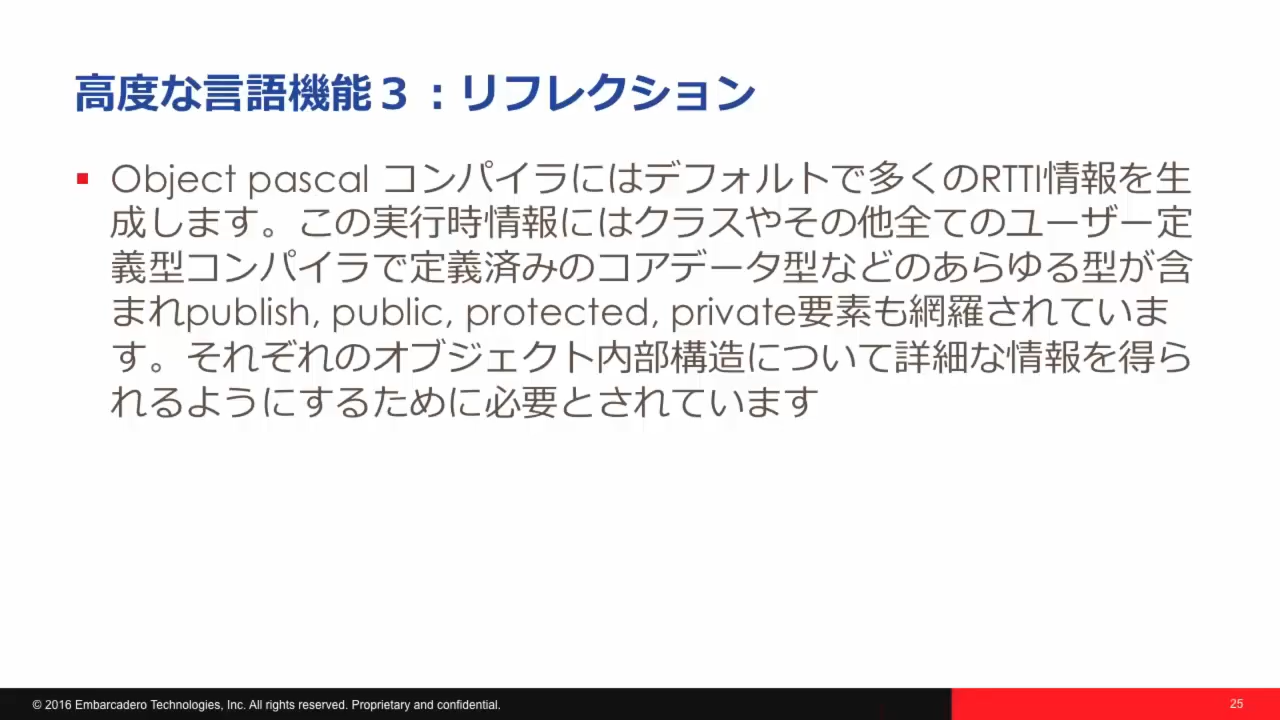 高度な言語機能３：リフレクション
Object pascal コンパイラにはデフォルトで多くのRTTI情報を生
成します。この実行時情報にはクラスやその他全てのユーザー定
義型コンパイラで定義済みのコアデータ型などのあらゆる型が含
まれpublish, public, protected, private要素も網羅されていま
す。それぞれのオブジェクト内部構造について詳細な情報を得ら
れるようにするために必要とされています
© 2016 Embarcadero Technologies, Inc. All rights reserved. Proprietary and confidential.
25